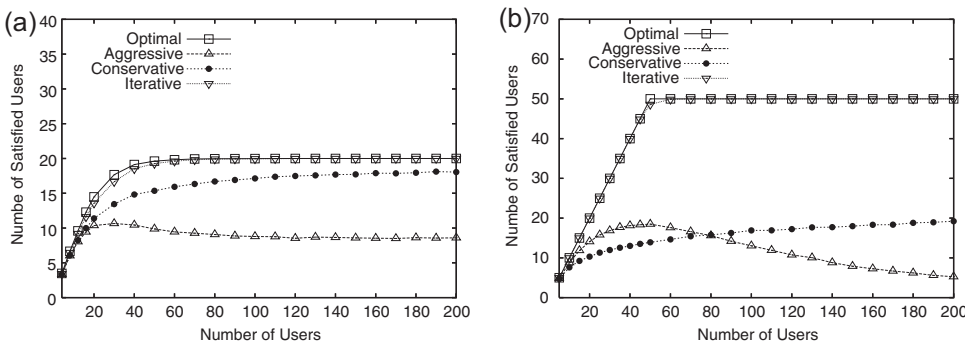 (a)
Numbe of Satisfied Users
40
35
30
25
20
15
10
5
0
Optimal
Aggressive
Conservative
Iterative
20 40 60 80 100 120 140 160 180 200
Number of Users
(b)
Numbe of Satisfied Users
70
60
50
40
30
20
10
0
Optimal
Aggressive
Conservative
Iterative
20 40 60 80 100 120 140 160 180 200
Number of Users